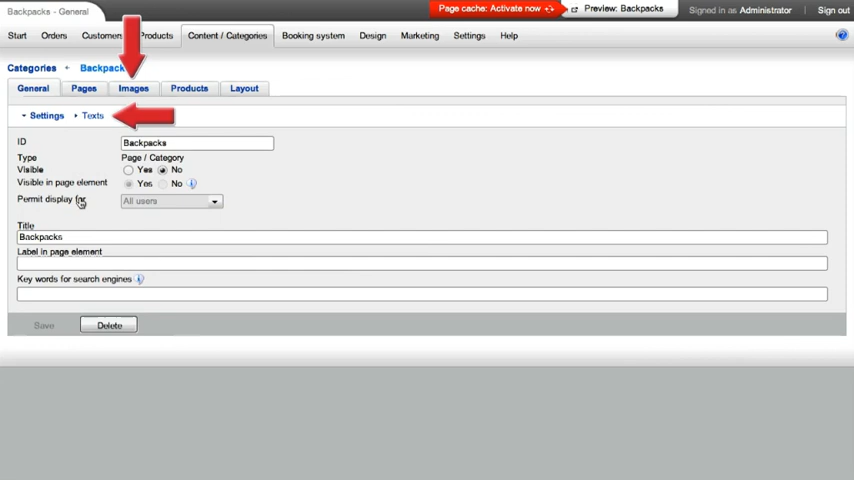 Backpacks - General
Page cache: Activate now
Preview: Backpacks
Signed in as Administrator
Sign out
Start Orders Customers Products Content / Categories Booking system Design Marketing Settings Help
Categories
General Pages Images Products Layout
Settings Texts
ID Backpacks
Type Page / Category
Visible Yes No
Visible in page element Yes No
Permit display for All users
Title
Backpacks
Label in page element
Key words for search engines
Save Delete